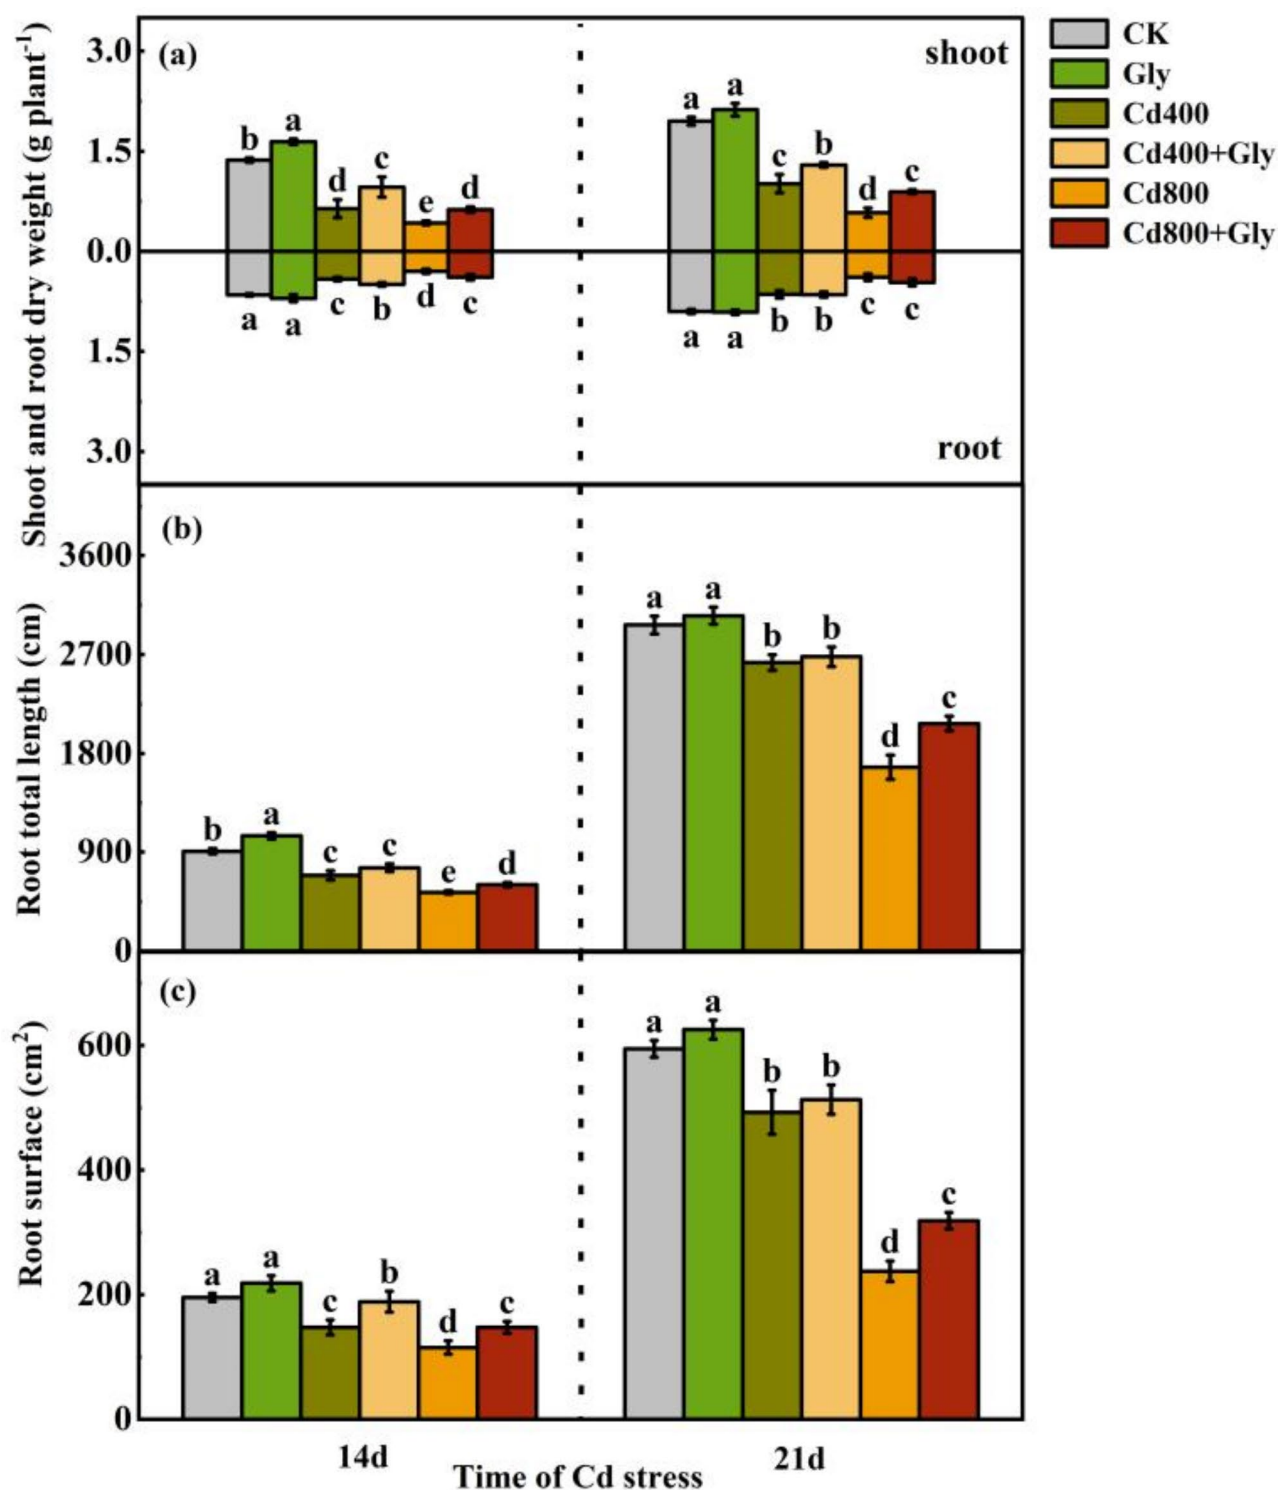 Shoot and root dry weight (g plant-1)
(a)
shoot
3.0
1.5
0.0
1.5
3.0
b a d c e d
a a c b c b d c
a a c b d c
a a b b c c
root
CK
Gly
Cd400
Cd400+Gly
Cd800
Cd800+Gly
Root total length (cm)
(b)
3600
2700
1800
900
0
b a c c e d
a a b b d c
Root surface (cm2)
(c)
600
400
200
0
a a c b d c
a a b b d c
14d
21d
Time of Cd stress